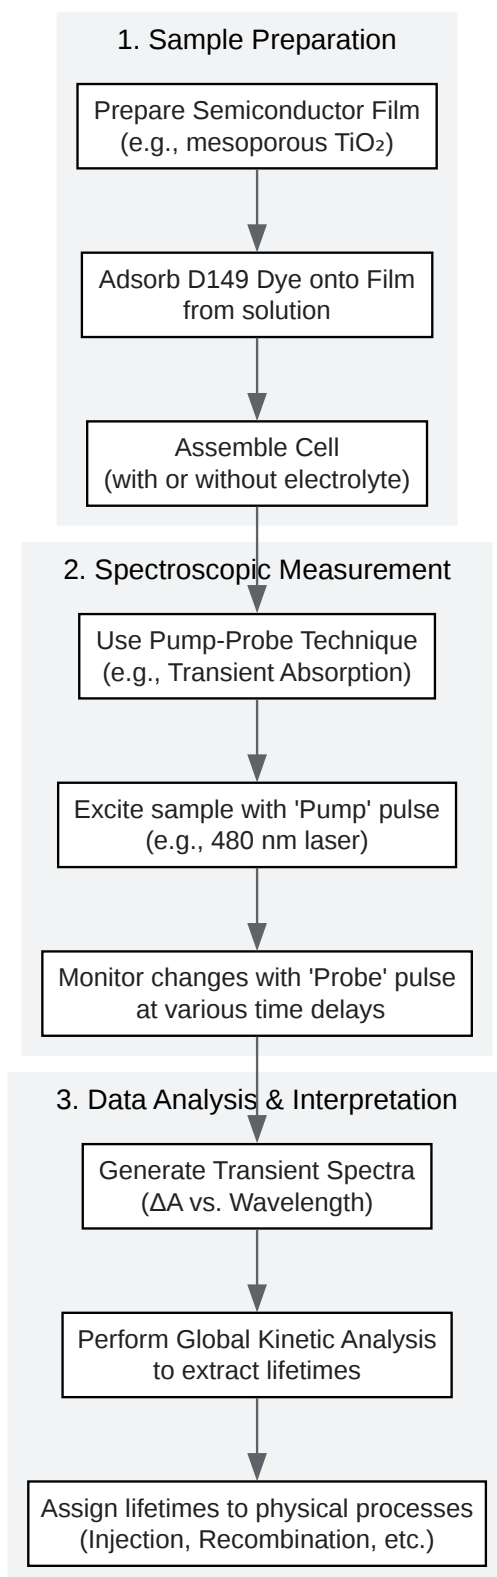 1. Sample Preparation
Prepare Semiconductor Film
(e.g., mesoporous TiO₂)
Adsorb D149 Dye onto Film
from solution
Assemble Cell
(with or without electrolyte)
2. Spectroscopic Measurement
Use Pump-Probe Technique
(e.g., Transient Absorption)
Excite sample with 'Pump' pulse
(e.g., 480 nm laser)
Monitor changes with 'Probe' pulse
at various time delays
3. Data Analysis & Interpretation
Generate Transient Spectra
(ΔA vs. Wavelength)
Perform Global Kinetic Analysis
to extract lifetimes
Assign lifetimes to physical processes
(Injection, Recombination, etc.)